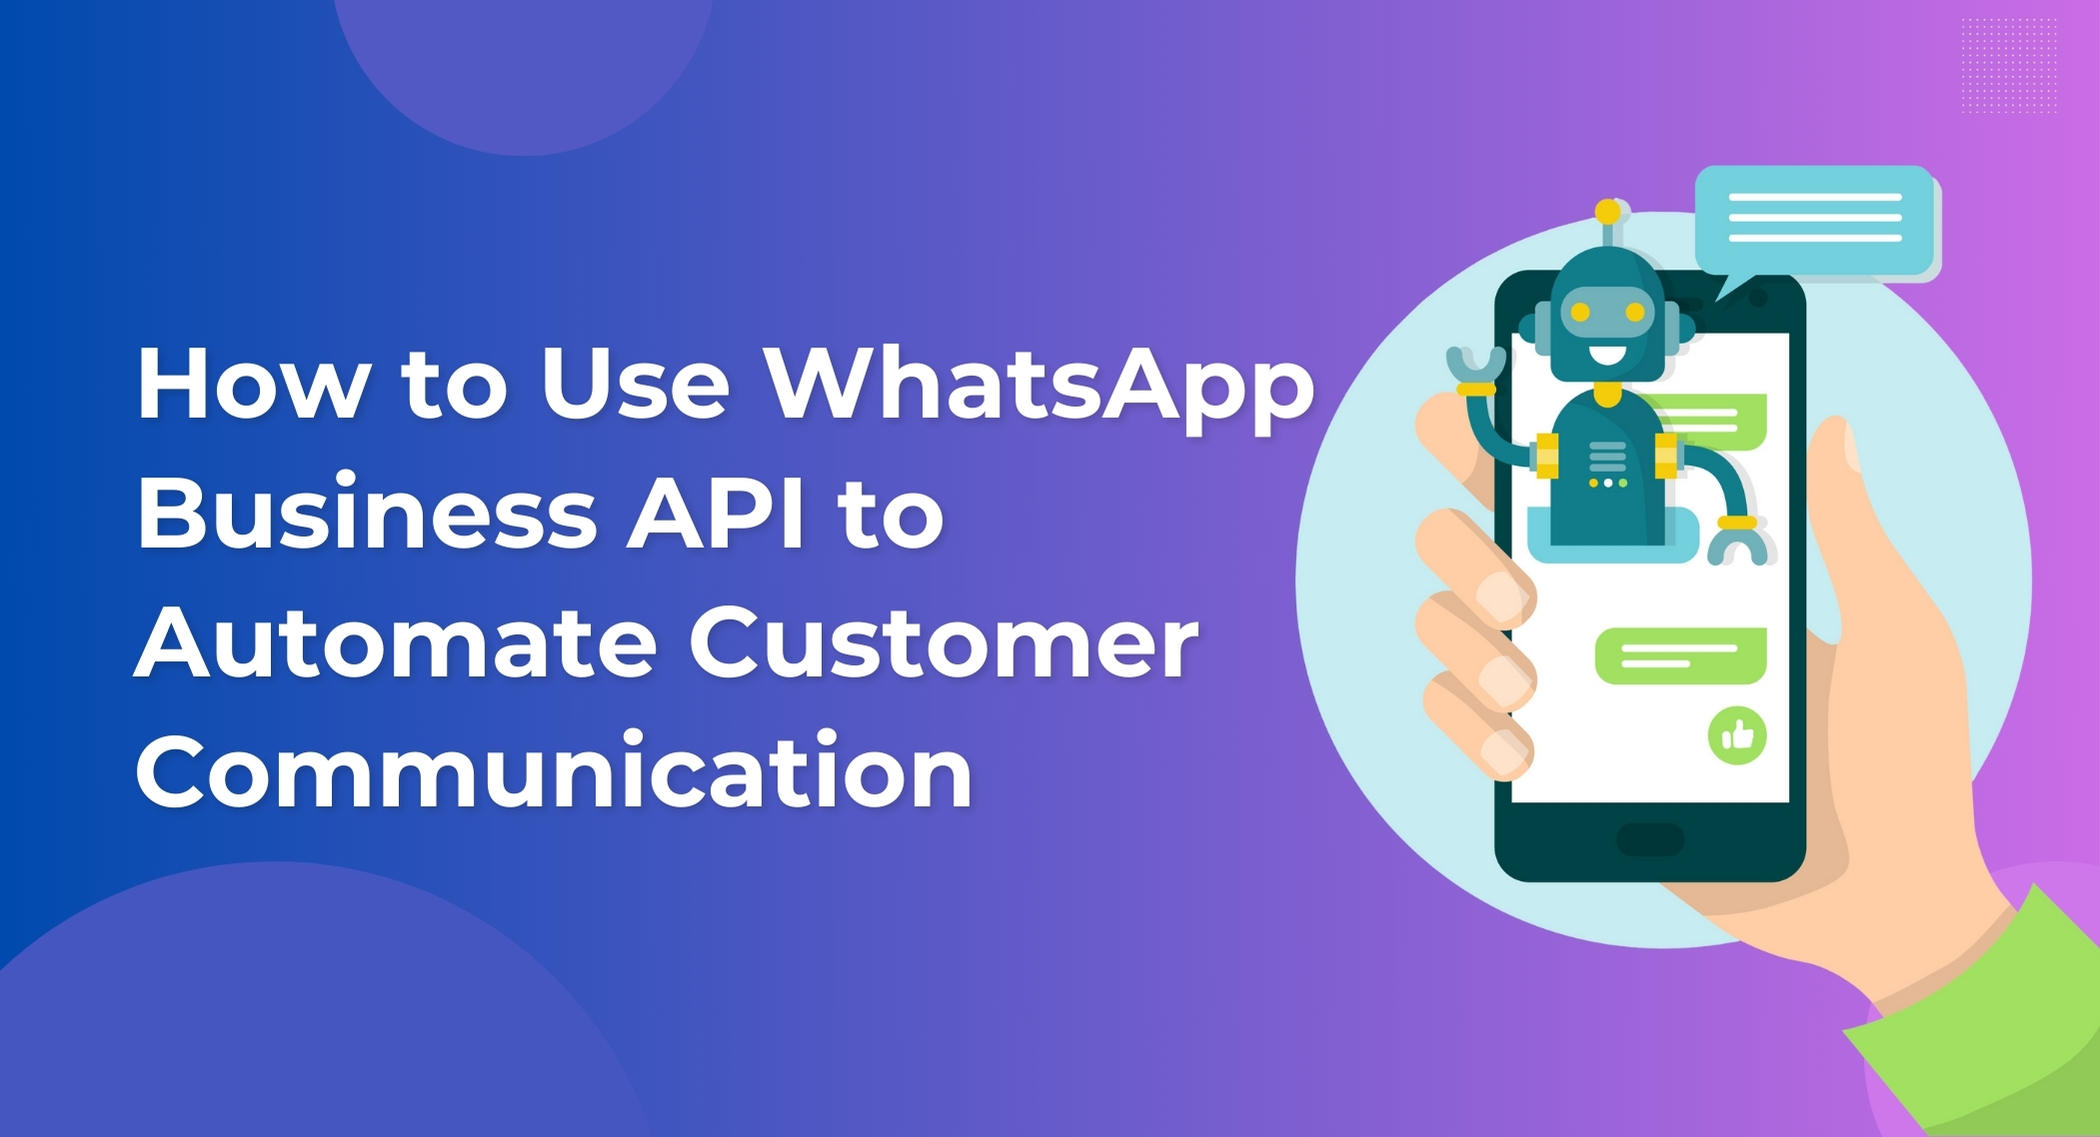 How to Use WhatsApp
Business API to
Automate Customer
Communication